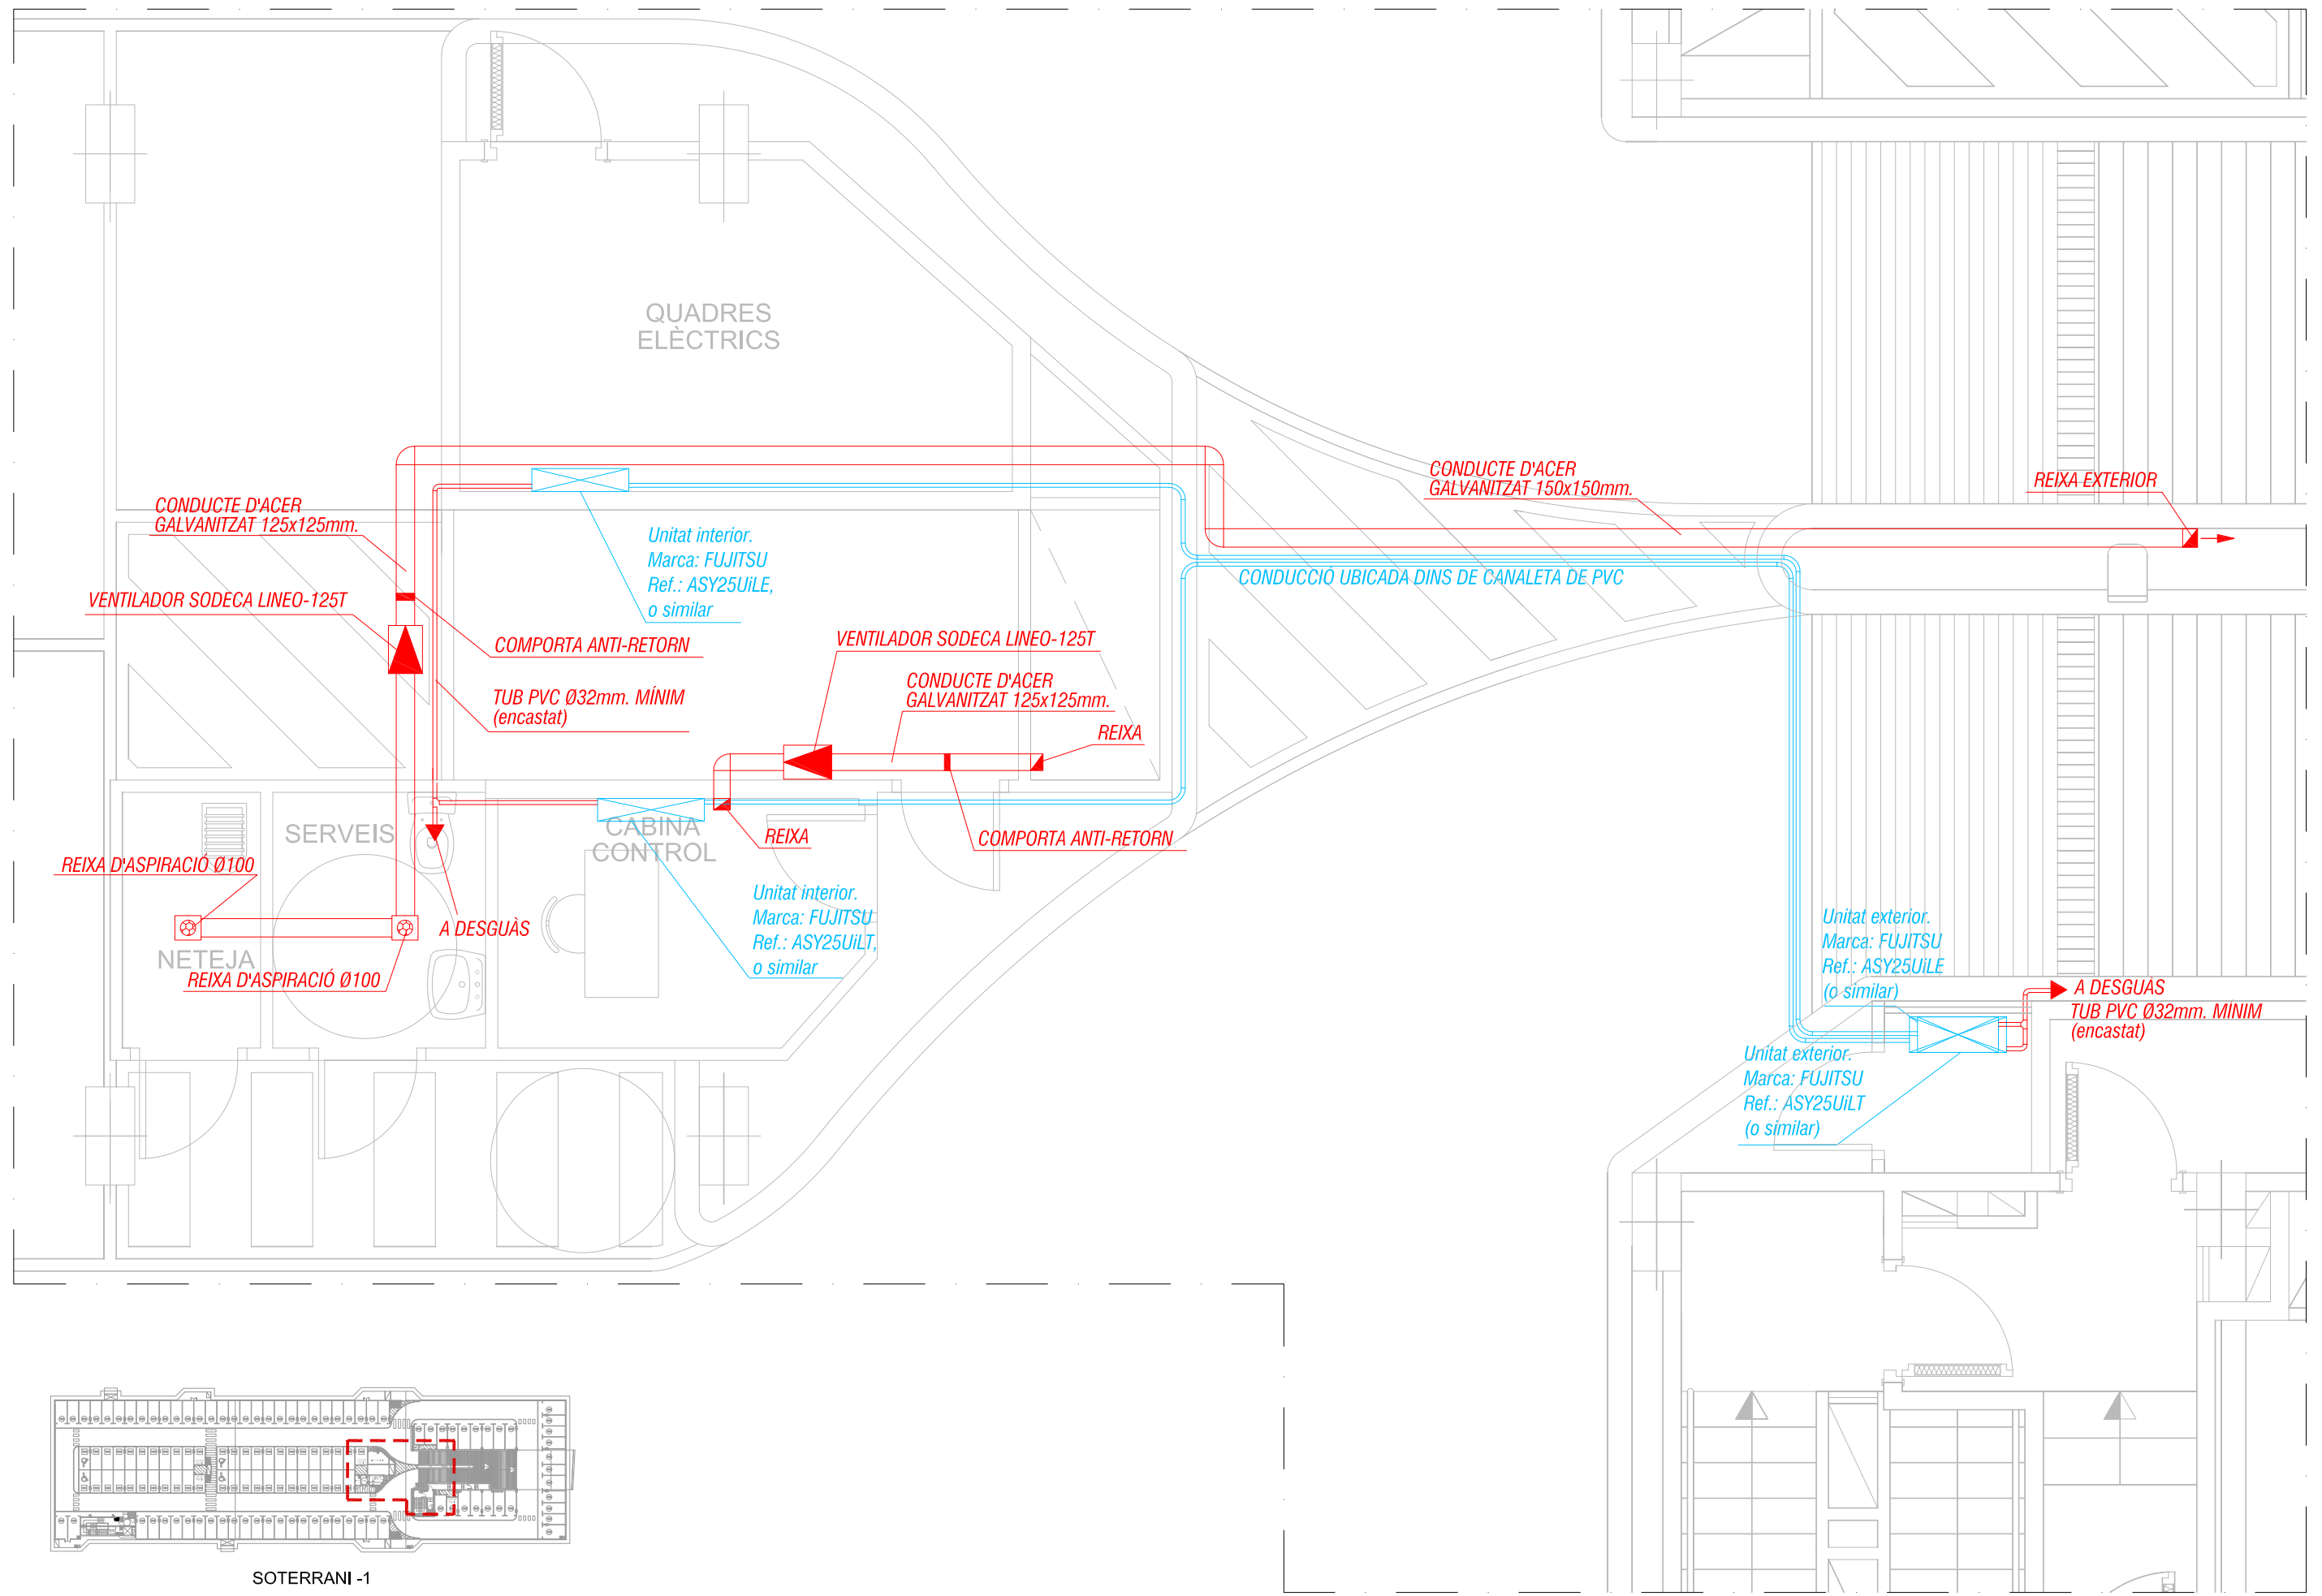 QUADRES
ELÈCTRICS
CONDUCTE D'ACER
GALVANITZAT 150x150mm.
REIXA EXTERIOR
CONDUCTE D'ACER
GALVANITZAT 125x125mm.
Unitat interior.
Marca: FUJITSU
Ref.: ASY25UiLE,
o similar
CONDUCCIÓ UBICADA DINS DE CANALETA DE PVC
VENTILADOR SODECA LINEO-125T
COMPORTA ANTI-RETORN
VENTILADOR SODECA LINEO-125T
TUB PVC Ø32mm. MÍNIM
(encastat)
CONDUCTE D'ACER
GALVANITZAT 125x125mm.
REIXA
SERVEIS
CABINA
CONTROL
REIXA
COMPORTA ANTI-RETORN
REIXA D'ASPIRACIÓ Ø100
A DESGUÀS
NETEJA
REIXA D'ASPIRACIÓ Ø100
Unitat interior.
Marca: FUJITSU
Ref.: ASY25UiLT,
o similar
Unitat exterior.
Marca: FUJITSU
Ref.: ASY25UiLE
(o similar)
A DESGUÀS
TUB PVC Ø32mm. MÍNIM
(encastat)
Unitat exterior.
Marca: FUJITSU
Ref.: ASY25UiLT
(o similar)
SOTERRANI -1